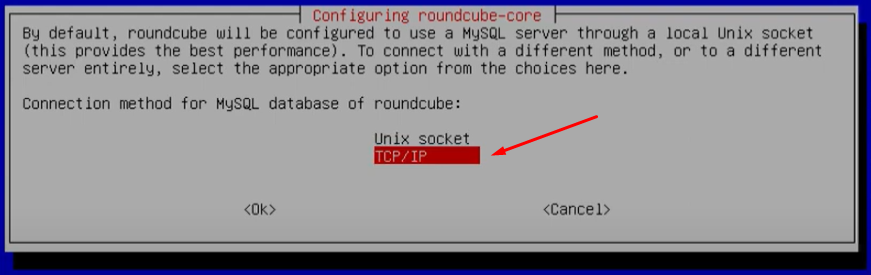 Configuring roundcube-core
By default, roundcube will be configured to use a MySQL server through a local Unix socket
(this provides the best performance). To connect with a different method, or to a different
server entirely, select the appropriate option from the choices here.
Connection method for MySQL database of roundcube:
Unix socket
TCP/IP
<Ok> <Cancel>